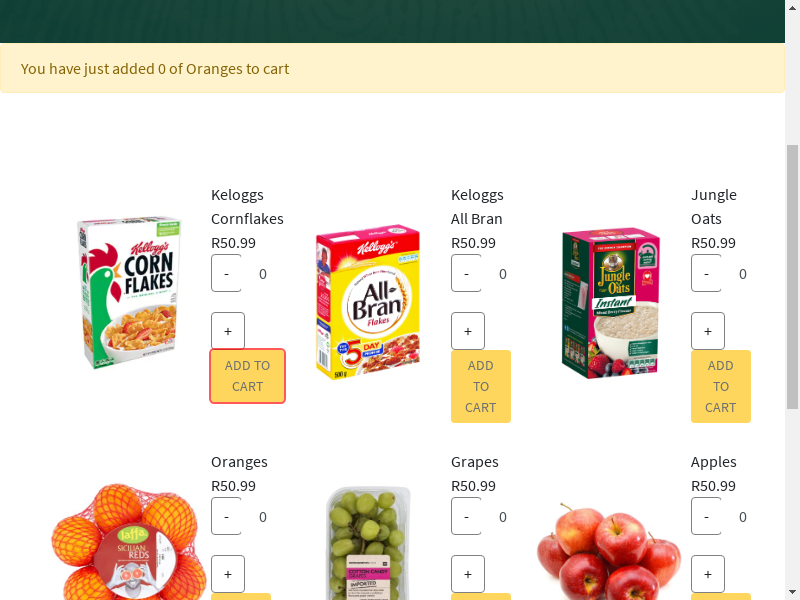 You have just added 0 of Oranges to cart
Keloggs
Cornflakes
R50.99
-
0
+
ADD TO
CART
Kellogg's
CORN
FLAKES
Keloggs
All Bran
R50.99
-
0
+
ADD
TO
CART
Kellogg's
All-
Bran
Flakes
5 DAY
500 g
Jungle
Oats
R50.99
-
0
+
ADD
TO
CART
Jungle
Oats
Instant
Oranges
R50.99
-
0
+
Jaffa
SICILIAN
REDS
Grapes
R50.99
-
0
+
COTTON CANDY
IMPORTED
Apples
R50.99
-
0
+